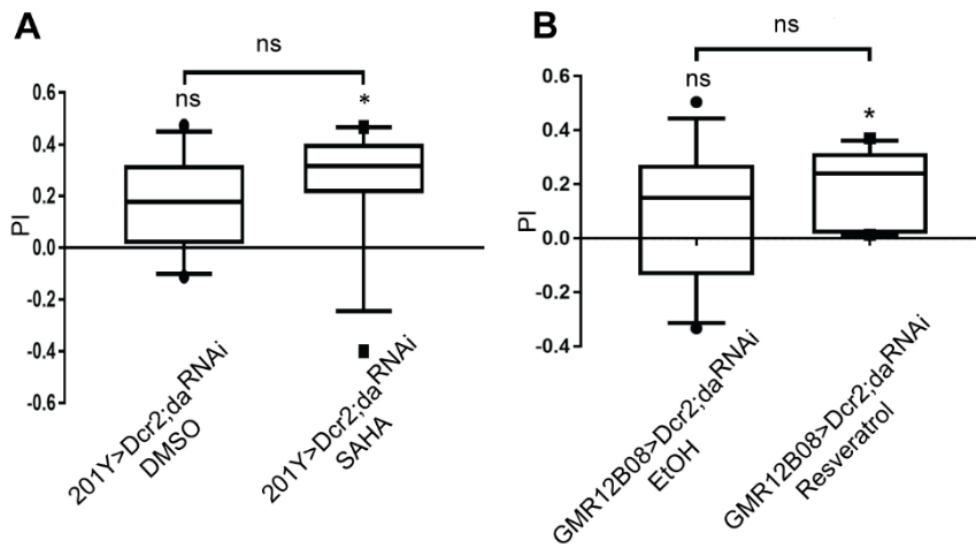 A
ns
ns
*
0.6
0.4
0.2
0.0
-0.2
-0.4
-0.6
PI
201Y>Dcr2;daRNAi
DMSO
201Y>Dcr2;daRNAi
SAHA
B
ns
ns
*
0.6
0.4
0.2
0.0
-0.2
-0.4
PI
GMR12B08>Dcr2;daRNAi
EtOH
GMR12B08>Dcr2;daRNAi
Resveratrol